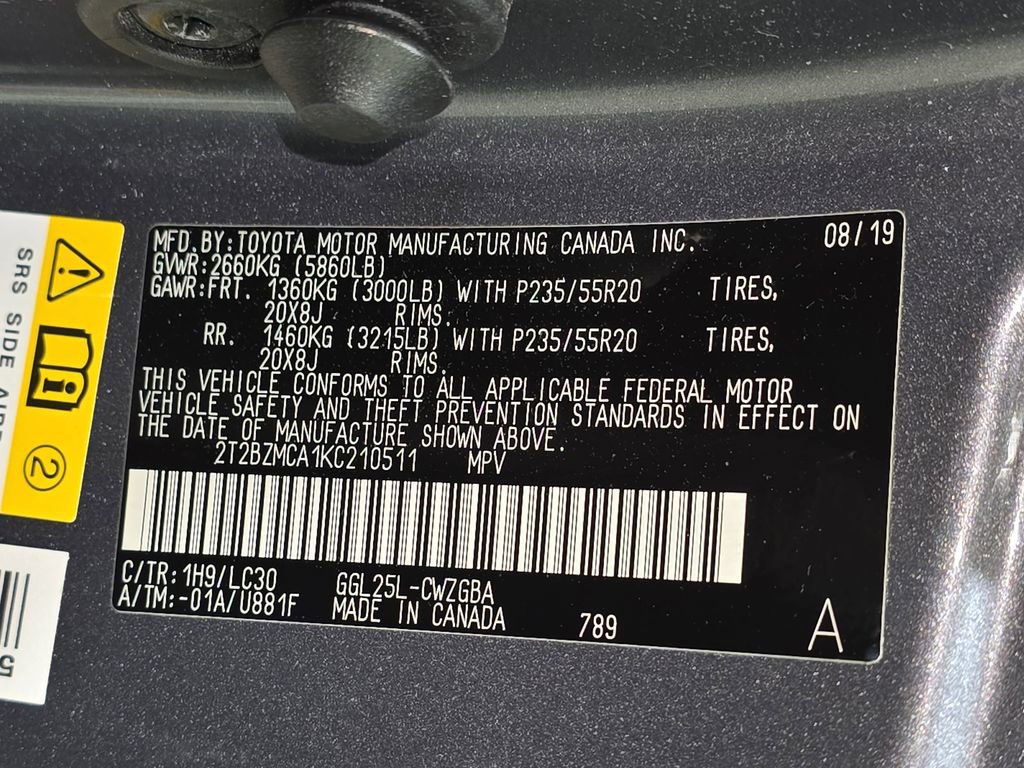 MFD.BY:TOYOTA MOTOR MANUFACTURING CANADA INC. 08/19
GVWR:2660KG (5860LB)
GAWR:FRT. 1360KG (3000LB) WITH P235/55R20 TIRES,
20X8J RIMS.
RR. 1460KG (3215LB) WITH P235/55R20 TIRES,
20X8J RIMS.
THIS VEHICLE CONFORMS TO ALL APPLICABLE FEDERAL MOTOR
VEHICLE SAFETY AND THEFT PREVENTION STANDARDS IN EFFECT ON
THE DATE OF MANUFACTURE SHOWN ABOVE.
2T2BZMCA1KC210511 MPV
C/TR:1H9/LC30 GGL25L-CWZGBA
A/TM:-01A/U881F MADE IN CANADA 789 A
SRS SIDE
2
5